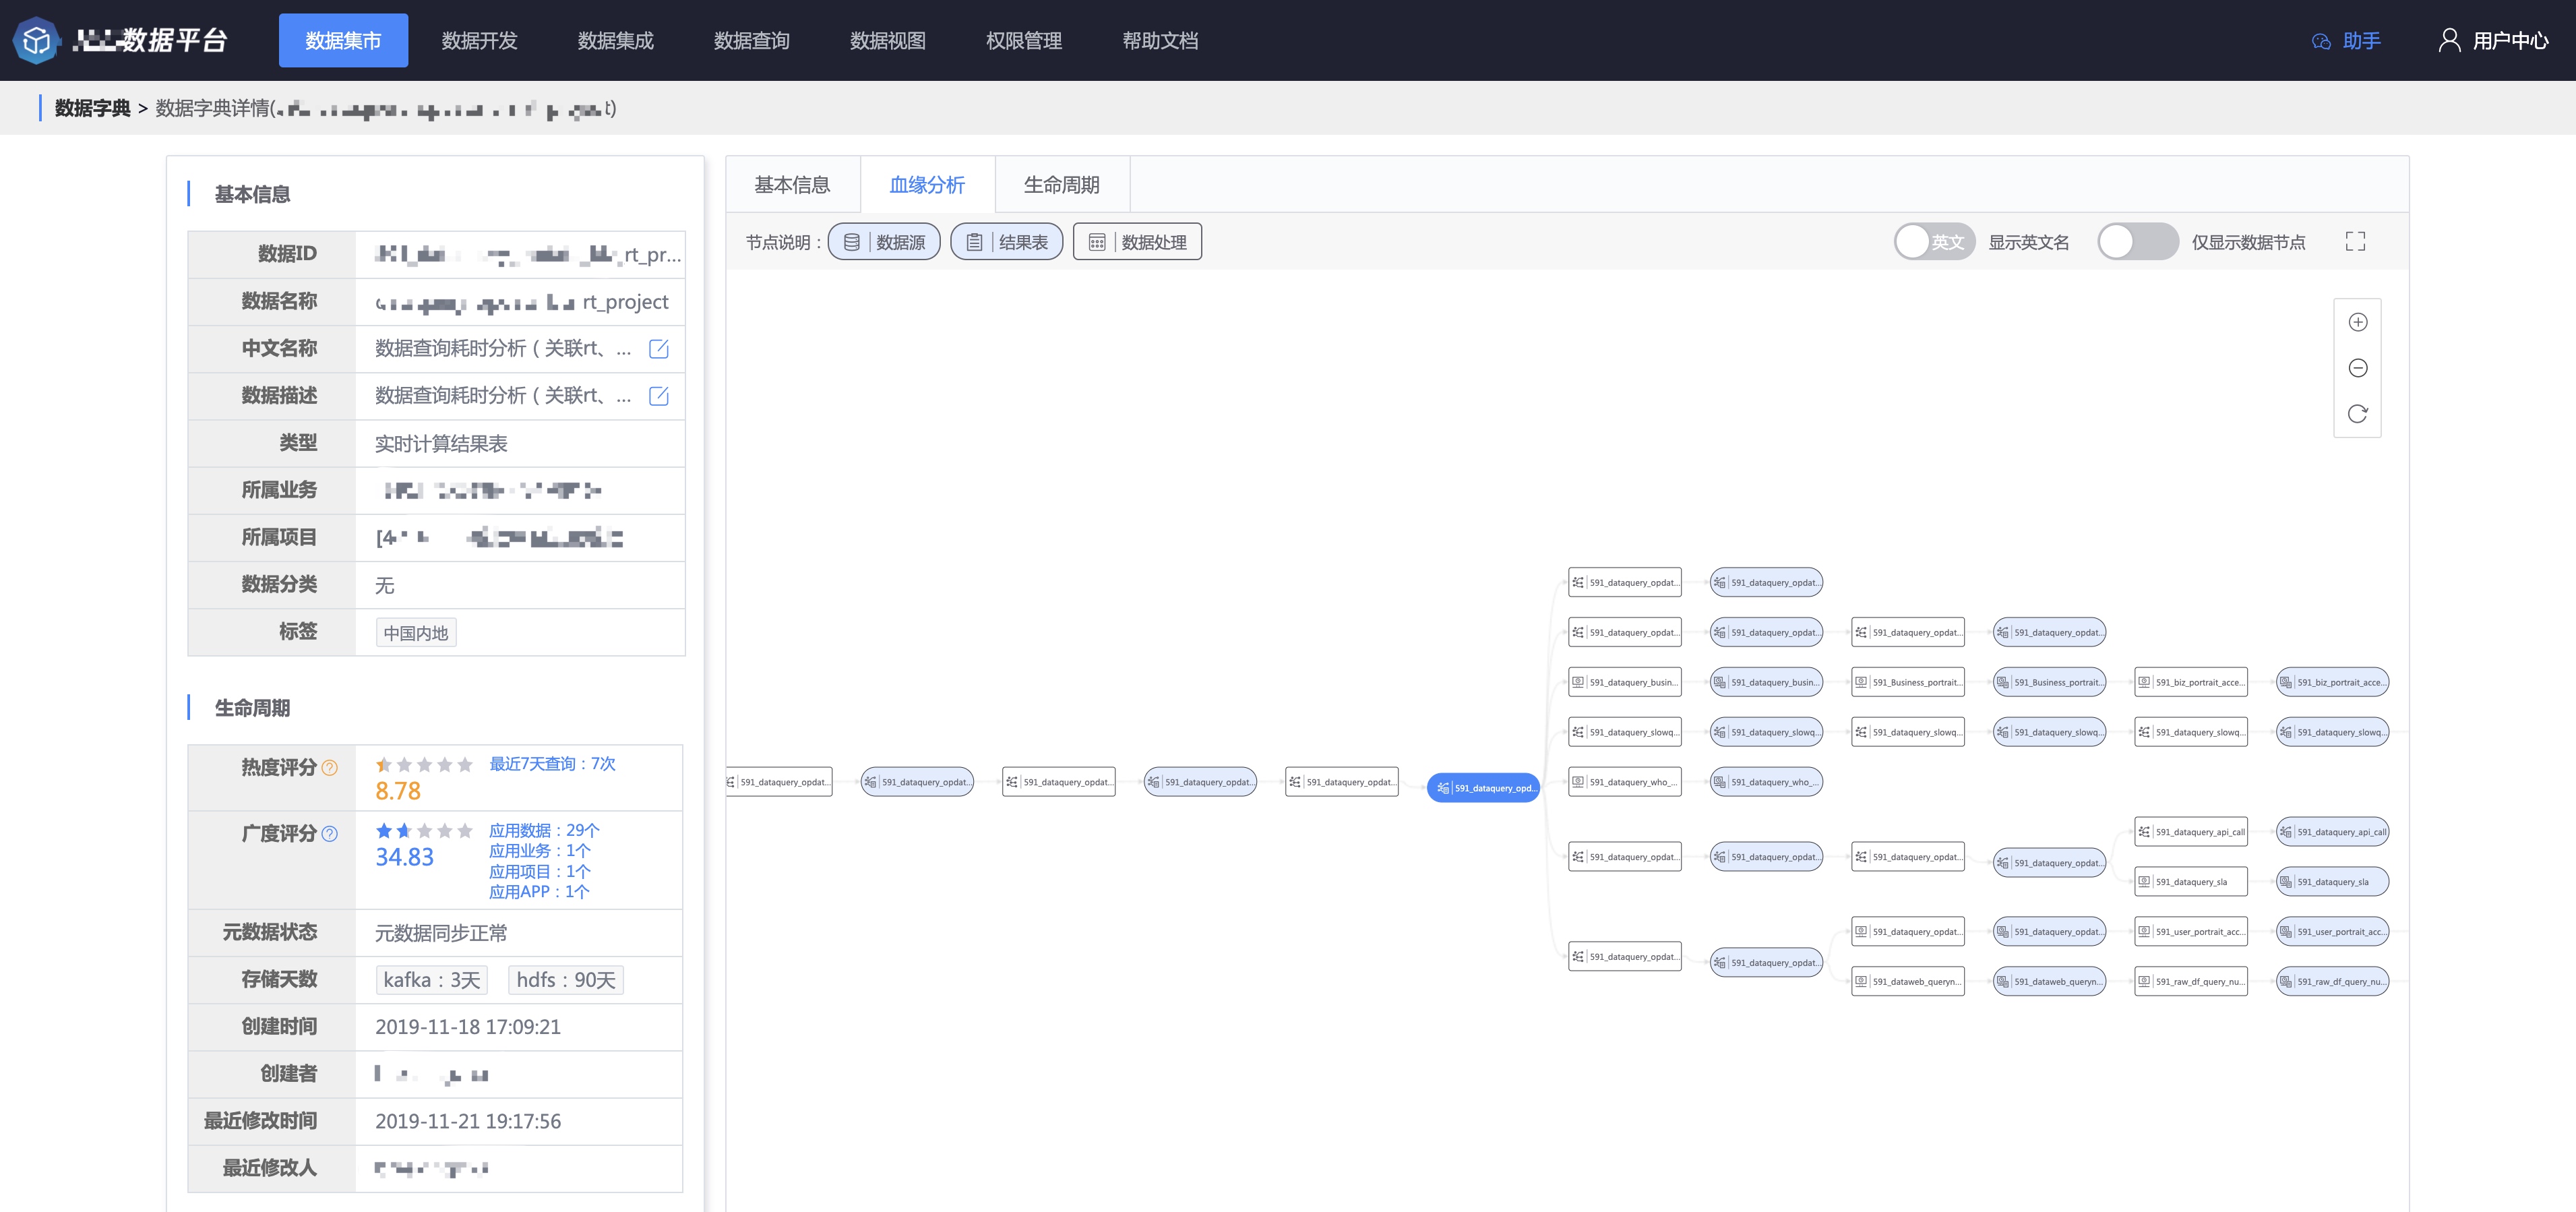 数据平台
数据集市 数据开发 数据集成 数据查询 数据视图 权限管理 帮助文档 助手 用户中心
数据字典 > 数据字典详情( t)
基本信息
数据ID rt_pr...
数据名称 rt_project
中文名称 数据查询耗时分析（关联rt、...
数据描述 数据查询耗时分析（关联rt、...
类型 实时计算结果表
所属业务
所属项目 [4
数据分类 无
标签 中国内地
生命周期
热度评分 最近7天查询：7次
8.78
广度评分 应用数据：29个
34.83 应用业务：1个
应用项目：1个
应用APP：1个
元数据状态 元数据同步正常
存储天数 kafka：3天 hdfs：90天
创建时间 2019-11-18 17:09:21
创建者
最近修改时间 2019-11-21 19:17:56
最近修改人
基本信息 血缘分析 生命周期
节点说明： 数据源 结果表 数据处理 英文 显示英文名 仅显示数据节点
591_dataquery_opdat... 591_dataquery_opdat...
591_dataquery_opdat... 591_dataquery_opdat... 591_dataquery_opdat... 591_dataquery_opdat...
591_dataquery_busin... 591_dataquery_busin... 591_Business_portrait... 591_Business_portrait... 591_biz_portrait_acce... 591_biz_portrait_acce...
591_dataquery_slowq... 591_dataquery_slowq... 591_dataquery_slowq... 591_dataquery_slowq... 591_dataquery_slowq... 591_dataquery_slowq...
591_dataquery_opdat... 591_dataquery_opdat... 591_dataquery_opdat... 591_dataquery_opdat... 591_dataquery_opdat... 591_dataquery_opd... 591_dataquery_who_... 591_dataquery_who_...
591_dataquery_api_call 591_dataquery_api_call
591_dataquery_opdat... 591_dataquery_opdat... 591_dataquery_opdat... 591_dataquery_opdat...
591_dataquery_sla 591_dataquery_sla
591_dataquery_opdat... 591_dataquery_opdat... 591_user_portrait_acc... 591_user_portrait_acc...
591_dataquery_opdat... 591_dataquery_opdat...
591_dataweb_queryn... 591_dataweb_queryn... 591_raw_df_query_nu... 591_raw_df_query_nu...